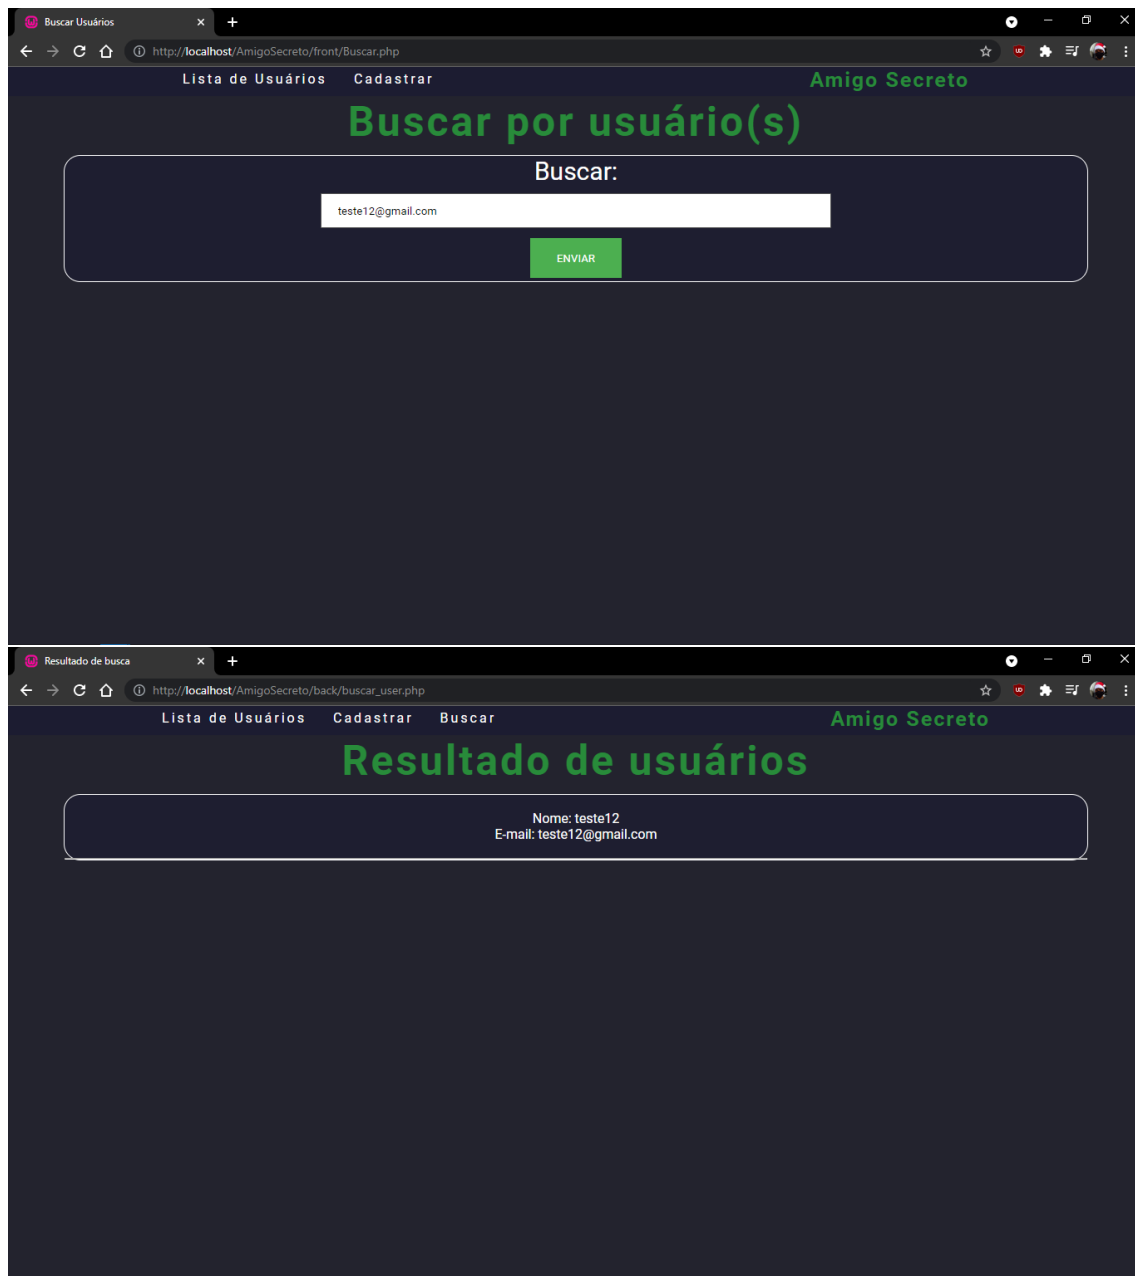 Buscar Usuários
http://localhost/AmigoSecreto/front/Buscar.php
Lista de Usuários Cadastrar Amigo Secreto
Buscar por usuário(s)
Buscar:
teste12@gmail.com
ENVIAR
Resultado de busca
http://localhost/AmigoSecreto/back/buscar_user.php
Lista de Usuários Cadastrar Buscar Amigo Secreto
Resultado de usuários
Nome: teste12
E-mail: teste12@gmail.com